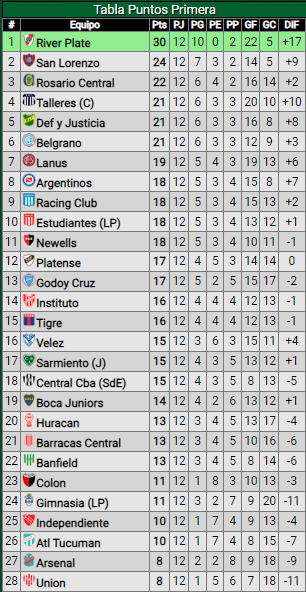 Tabla Puntos Primera
# Equipo Pts PJ PG PE PP GF GC DIF
1 River Plate 30 12 10 0 2 22 5 +17
2 San Lorenzo 24 12 7 3 2 14 5 +9
3 Rosario Central 22 12 6 4 2 16 14 +2
4 Talleres (C) 21 12 6 3 3 20 10 +10
5 Def y Justicia 21 12 6 3 3 16 8 +8
6 Belgrano 21 12 6 3 3 12 9 +3
7 Lanus 19 12 5 4 3 19 13 +6
8 Argentinos 18 12 5 3 4 15 8 +7
9 Racing Club 18 12 5 3 4 15 13 +2
10 Estudiantes (LP) 18 12 5 3 4 13 12 +1
11 Newells 18 12 5 3 4 10 11 -1
12 Platense 17 12 4 5 3 14 14 0
13 Godoy Cruz 17 12 5 2 5 15 17 -2
14 Instituto 16 12 4 4 4 12 13 -1
15 Tigre 16 12 4 4 4 12 13 -1
16 Velez 15 12 3 6 3 15 11 +4
17 Sarmiento (J) 15 12 4 3 5 13 12 +1
18 Central Cba (SdE) 15 12 4 3 5 8 13 -5
19 Boca Juniors 14 12 4 2 6 13 12 +1
20 Huracan 13 12 3 4 5 13 17 -4
21 Barracas Central 13 12 3 4 5 10 16 -6
22 Banfield 13 12 3 4 5 8 14 -6
23 Colon 11 12 1 8 3 10 13 -3
24 Gimnasia (LP) 11 12 3 2 7 9 20 -11
25 Independiente 10 12 1 7 4 9 13 -4
26 Atl Tucuman 10 12 1 7 4 8 15 -7
27 Arsenal 8 12 2 2 8 9 18 -9
28 Union 8 12 1 5 6 7 18 -11